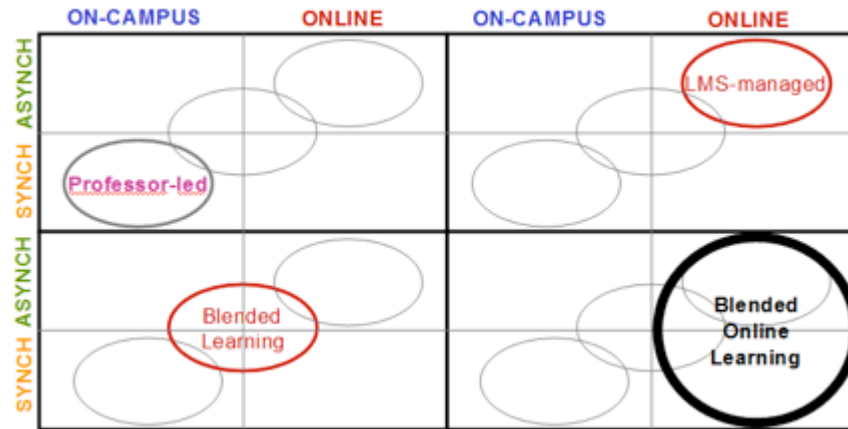 ON-CAMPUS ONLINE ON-CAMPUS ONLINE
ASYNCH
SYNCH
Professor-led
LMS-managed
ASYNCH
SYNCH
Blended
Learning
Blended
Online
Learning